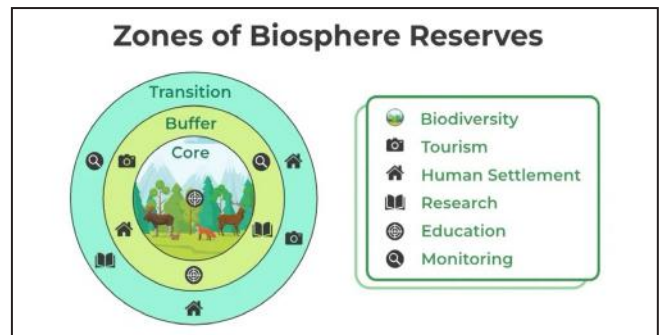 Zones of Biosphere Reserves
Transition
Buffer
Core
Biodiversity
Tourism
Human Settlement
Research
Education
Monitoring